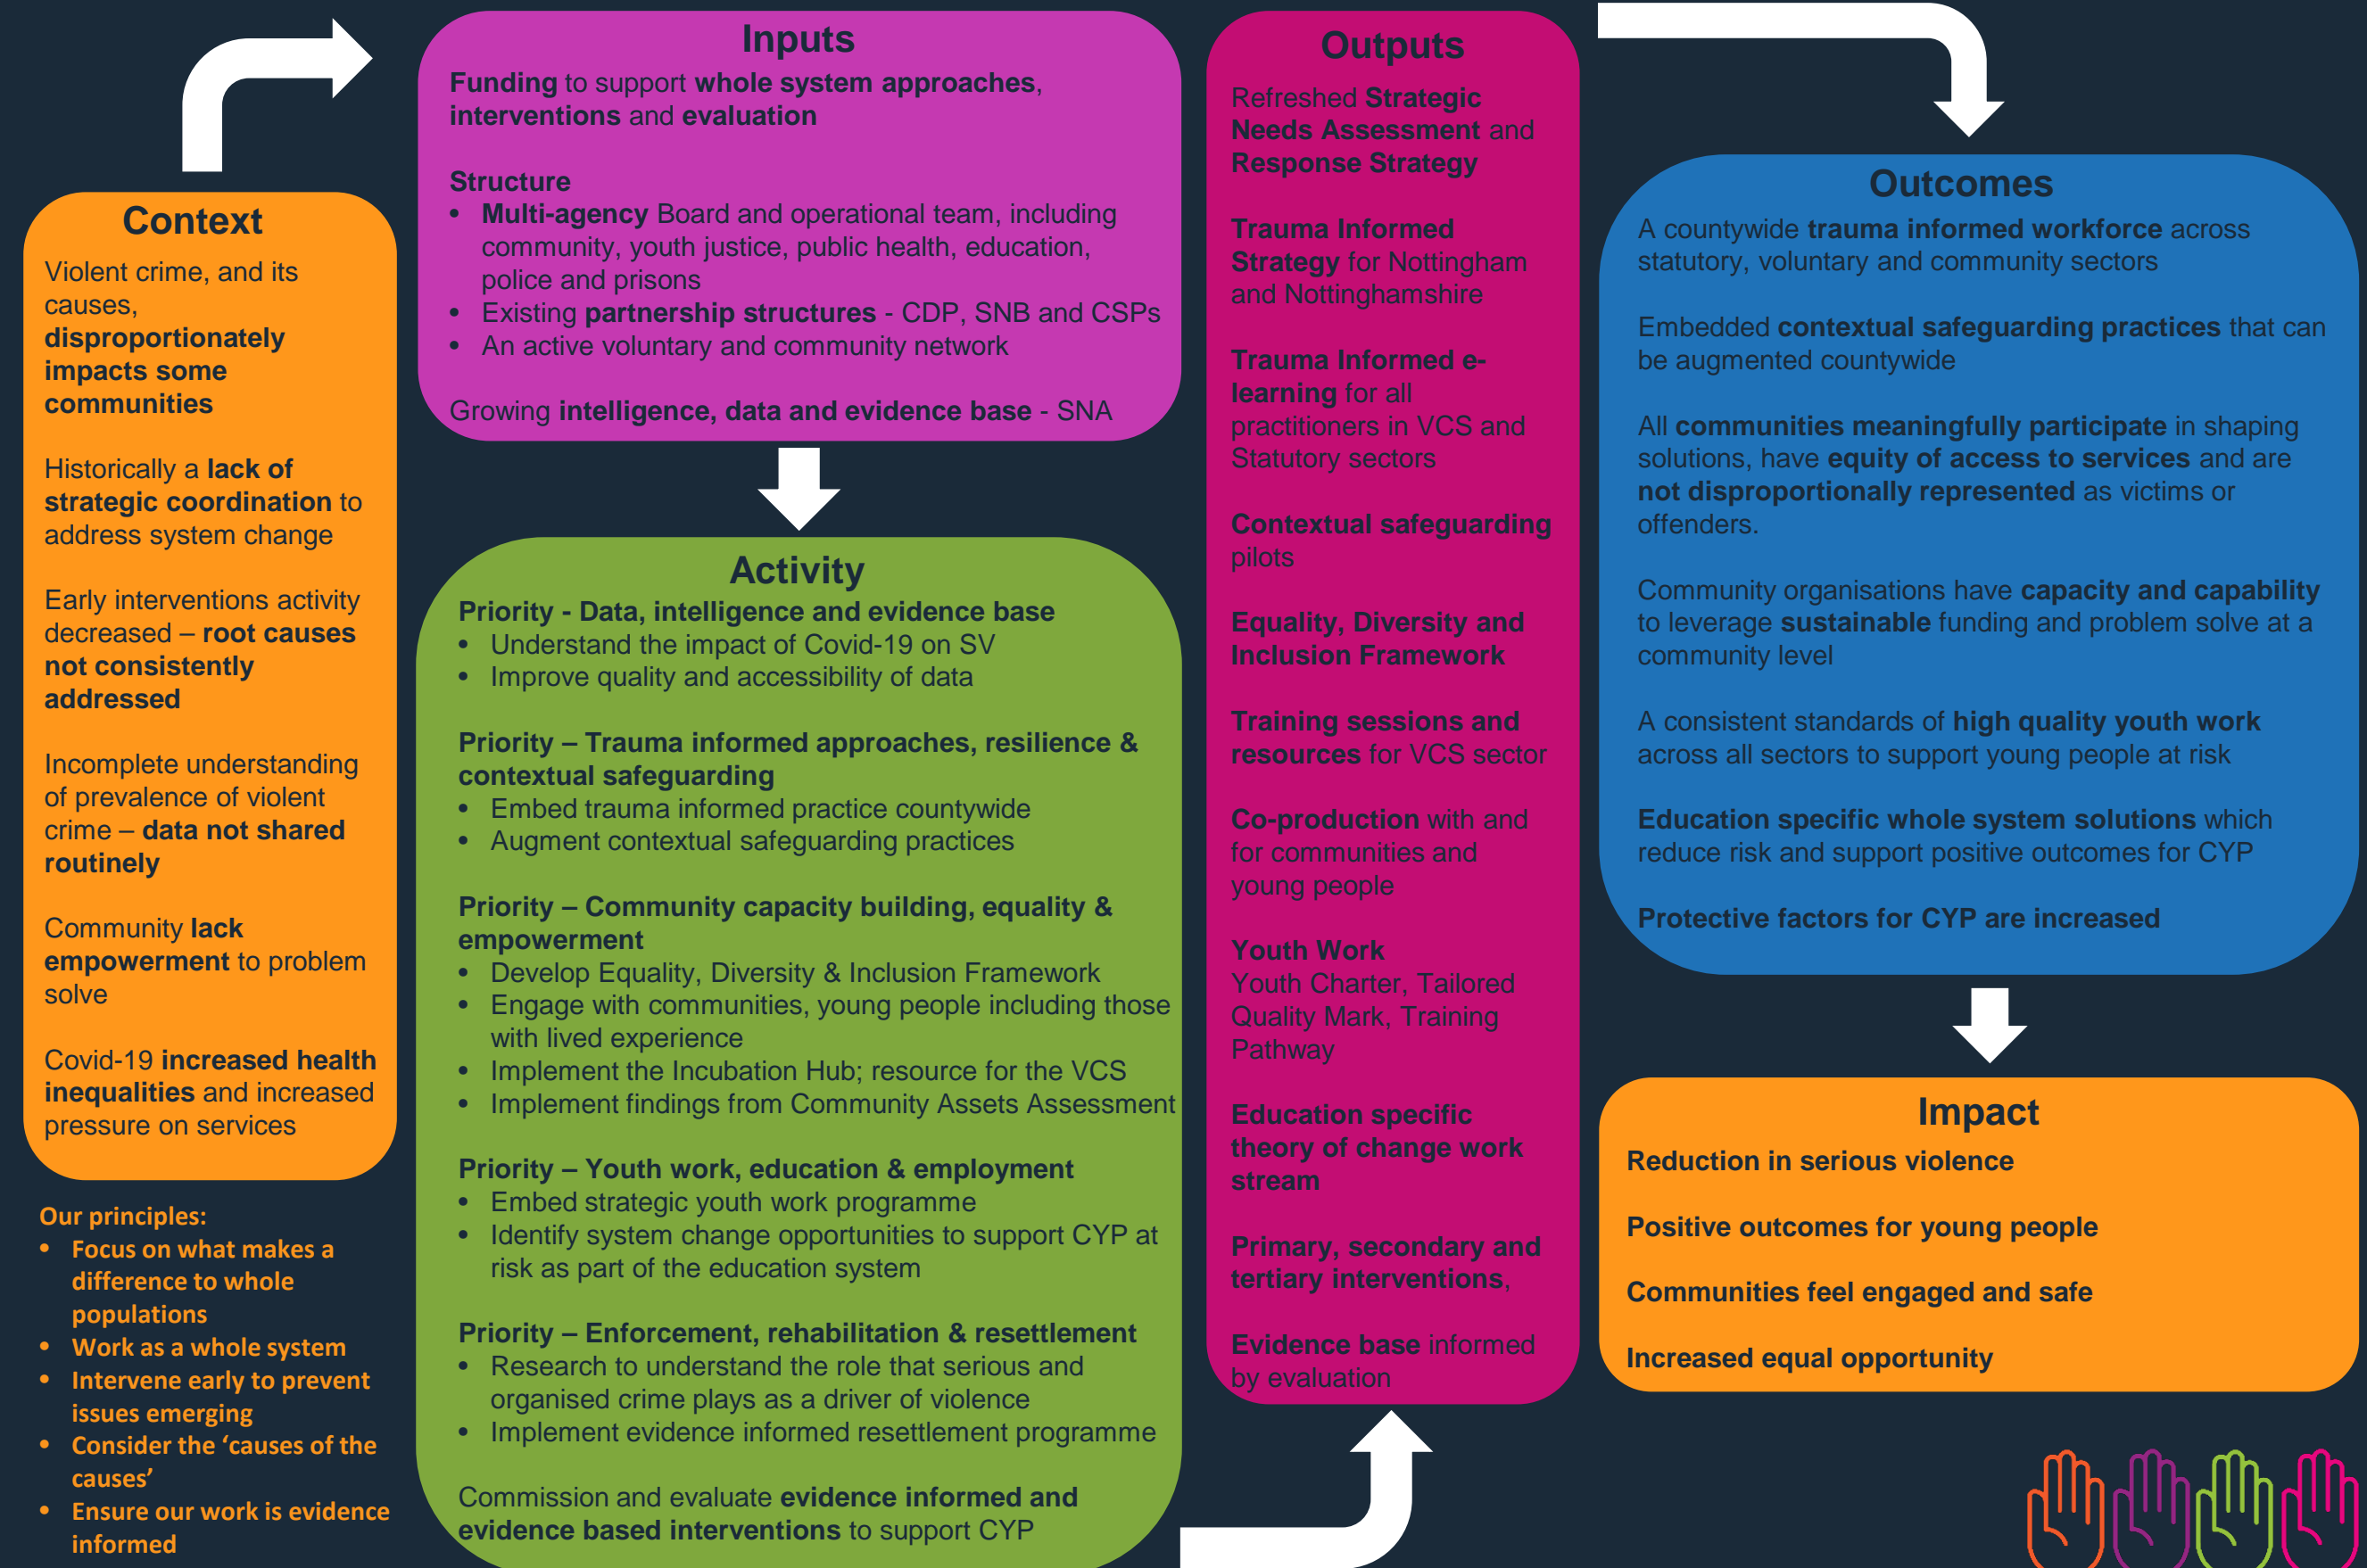 Context
Violent crime, and its
causes,
disproportionately
impacts some
communities
Historically a lack of
strategic coordination to
address system change
Early interventions activity
decreased – root causes
not consistently
addressed
Incomplete understanding
of prevalence of violent
crime – data not shared
routinely
Community lack
empowerment to problem
solve
Covid-19 increased health
inequalities and increased
pressure on services
Our principles:
• Focus on what makes a
difference to whole
populations
• Work as a whole system
• Intervene early to prevent
issues emerging
• Consider the ‘causes of the
causes’
• Ensure our work is evidence
informed
Inputs
Funding to support whole system approaches,
interventions and evaluation
Structure
• Multi-agency Board and operational team, including
community, youth justice, public health, education,
police and prisons
• Existing partnership structures - CDP, SNB and CSPs
• An active voluntary and community network
Growing intelligence, data and evidence base - SNA
Activity
Priority - Data, intelligence and evidence base
• Understand the impact of Covid-19 on SV
• Improve quality and accessibility of data
Priority – Trauma informed approaches, resilience &
contextual safeguarding
• Embed trauma informed practice countywide
• Augment contextual safeguarding practices
Priority – Community capacity building, equality &
empowerment
• Develop Equality, Diversity & Inclusion Framework
• Engage with communities, young people including those
with lived experience
• Implement the Incubation Hub; resource for the VCS
• Implement findings from Community Assets Assessment
Priority – Youth work, education & employment
• Embed strategic youth work programme
• Identify system change opportunities to support CYP at
risk as part of the education system
Priority – Enforcement, rehabilitation & resettlement
• Research to understand the role that serious and
organised crime plays as a driver of violence
• Implement evidence informed resettlement programme
Commission and evaluate evidence informed and
evidence based interventions to support CYP
Outputs
Refreshed Strategic
Needs Assessment and
Response Strategy
Trauma Informed
Strategy for Nottingham
and Nottinghamshire
Trauma Informed e-
learning for all
practitioners in VCS and
Statutory sectors
Contextual safeguarding
pilots
Equality, Diversity and
Inclusion Framework
Training sessions and
resources for VCS sector
Co-production with and
for communities and
young people
Youth Work
Youth Charter, Tailored
Quality Mark, Training
Pathway
Education specific
theory of change work
stream
Primary, secondary and
tertiary interventions,
Evidence base informed
by evaluation
Outcomes
A countywide trauma informed workforce across
statutory, voluntary and community sectors
Embedded contextual safeguarding practices that can
be augmented countywide
All communities meaningfully participate in shaping
solutions, have equity of access to services and are
not disproportionally represented as victims or
offenders.
Community organisations have capacity and capability
to leverage sustainable funding and problem solve at a
community level
A consistent standards of high quality youth work
across all sectors to support young people at risk
Education specific whole system solutions which
reduce risk and support positive outcomes for CYP
Protective factors for CYP are increased
Impact
Reduction in serious violence
Positive outcomes for young people
Communities feel engaged and safe
Increased equal opportunity